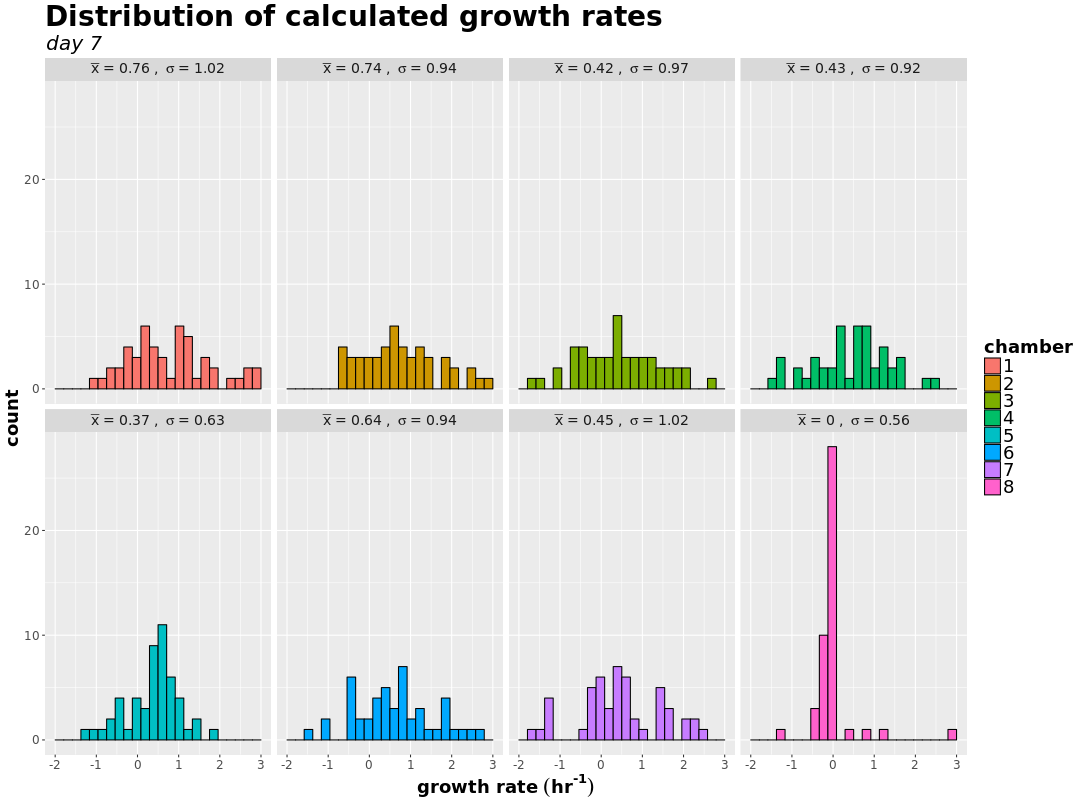 Distribution of calculated growth rates
day 7
x̅ = 0.76 , σ = 1.02
x̅ = 0.74 , σ = 0.94
x̅ = 0.42 , σ = 0.97
x̅ = 0.43 , σ = 0.92
20
10
0
x̅ = 0.37 , σ = 0.63
x̅ = 0.64 , σ = 0.94
x̅ = 0.45 , σ = 1.02
x̅ = 0 , σ = 0.56
20
10
0
-2 -1 0 1 2 3
-2 -1 0 1 2 3
-2 -1 0 1 2 3
-2 -1 0 1 2 3
count
growth rate (hr⁻¹)
chamber
1
2
3
4
5
6
7
8